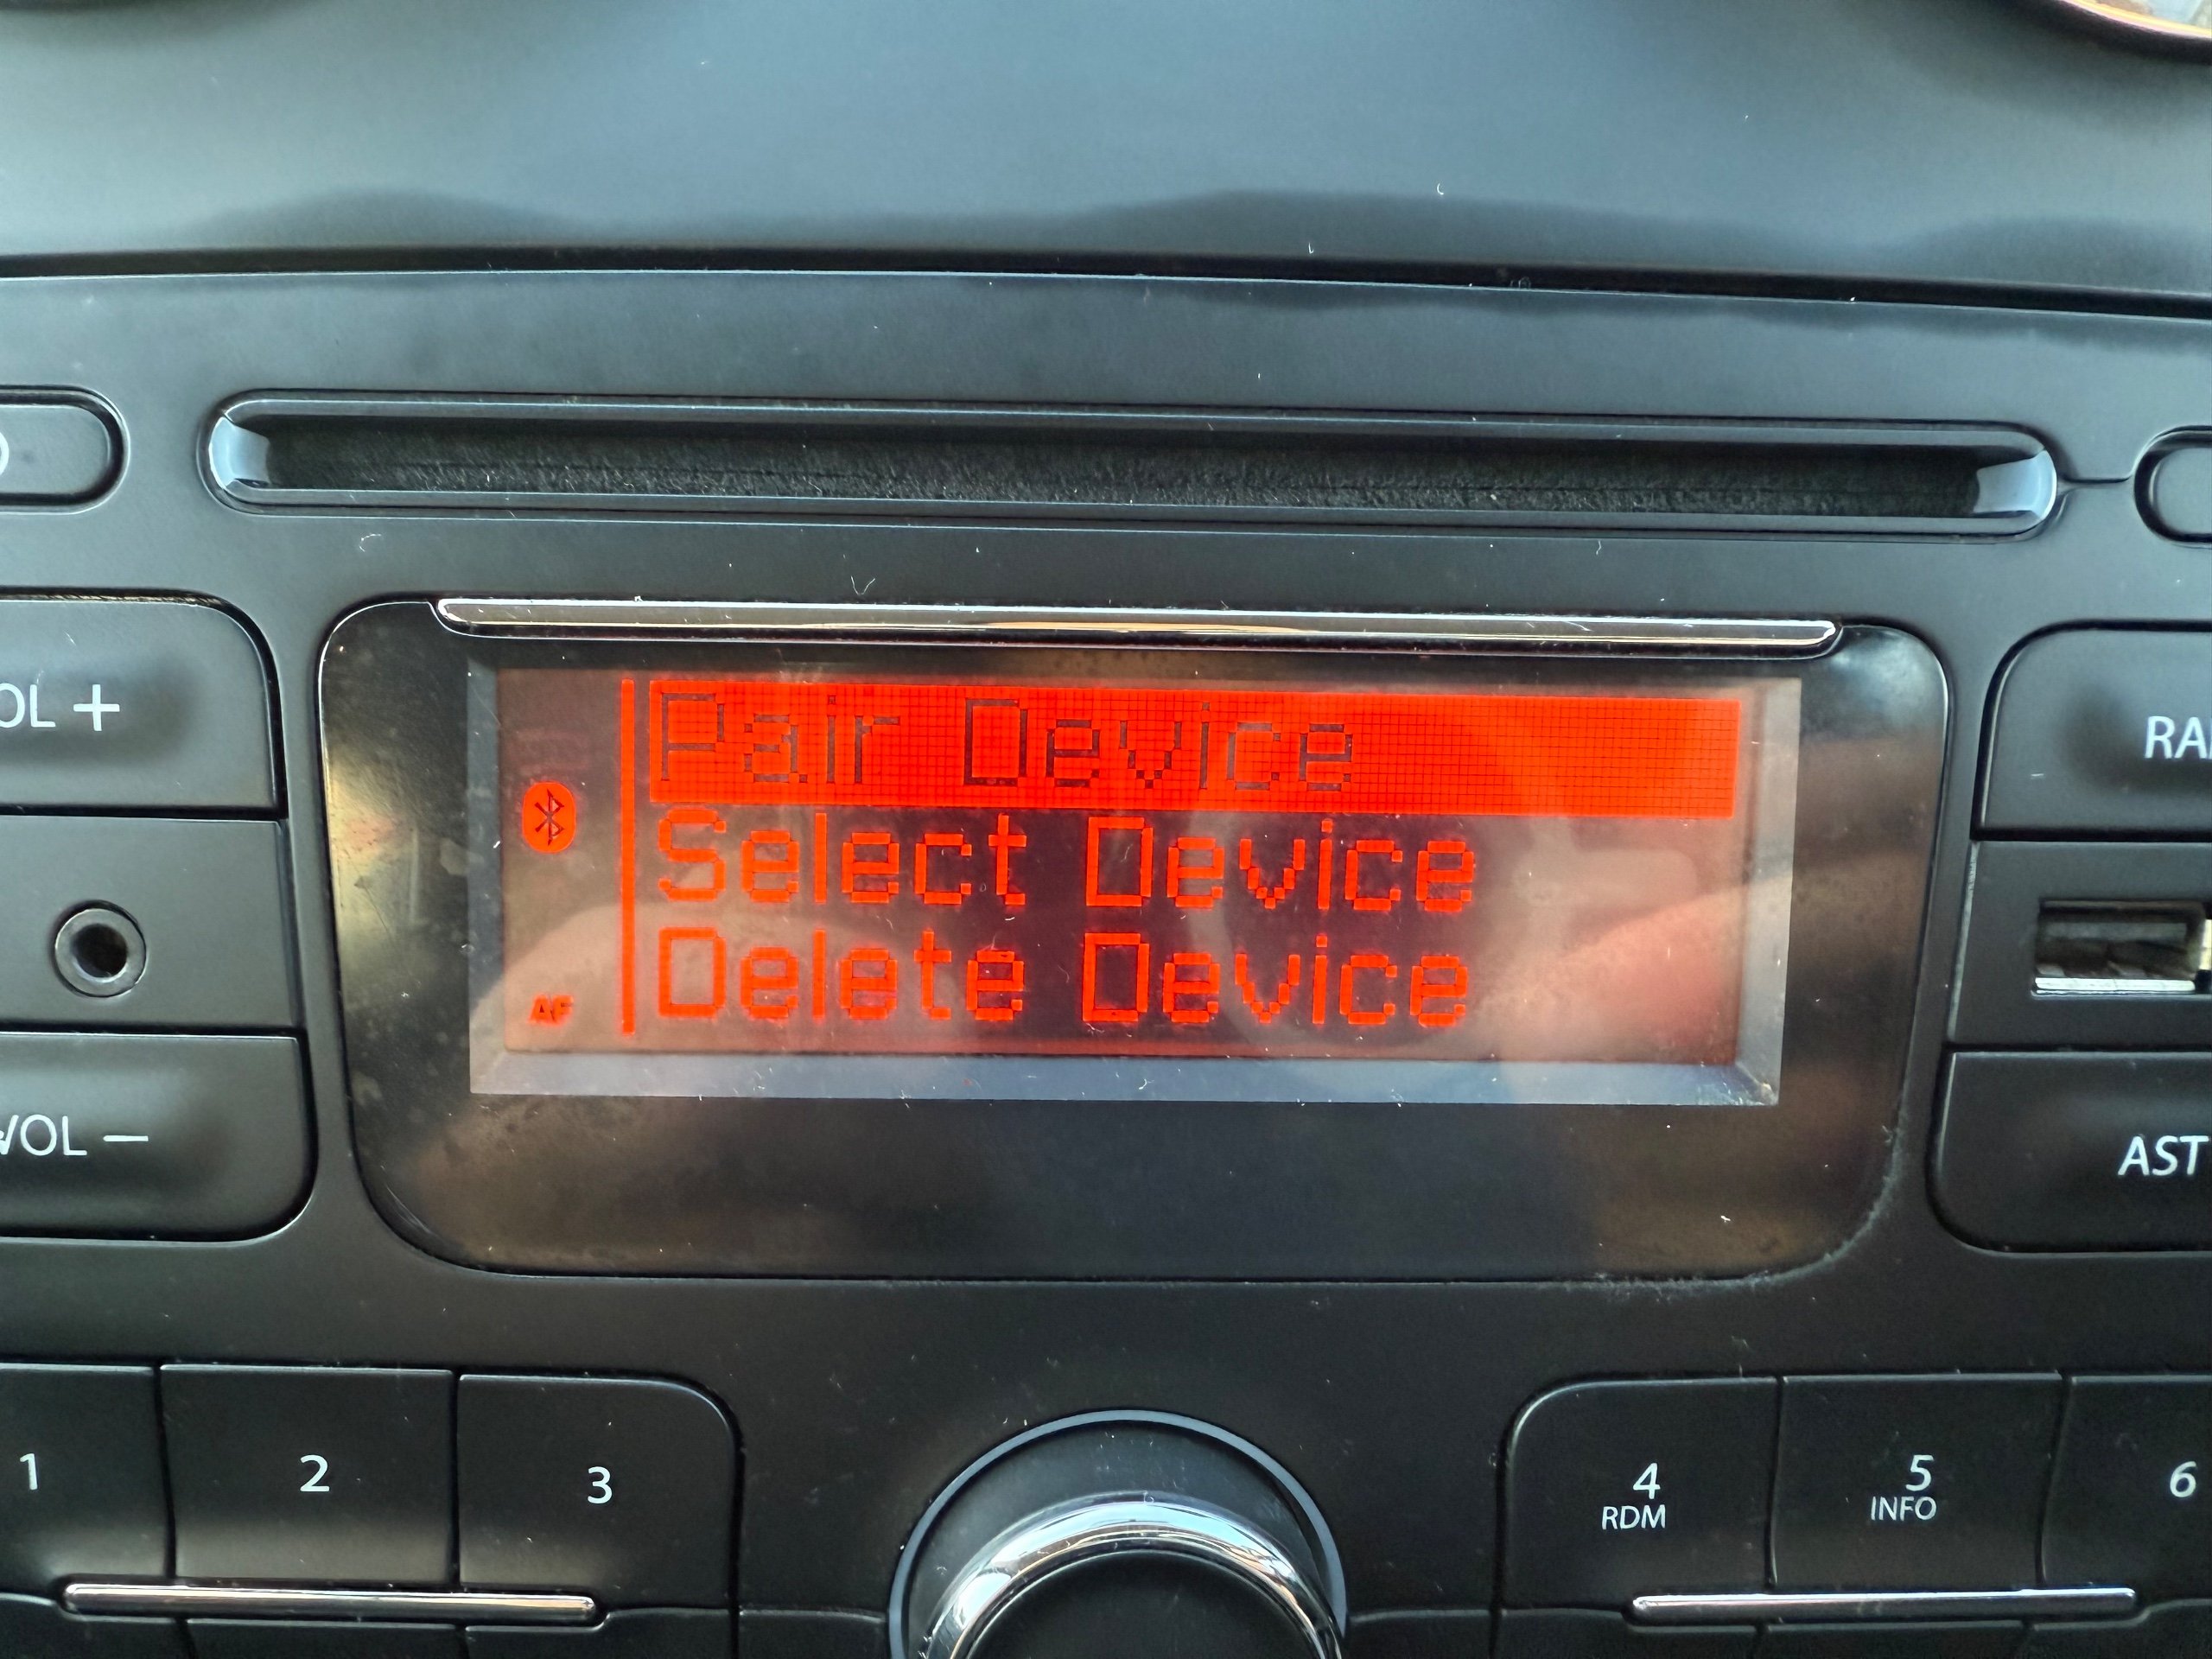 OL +
RA
Pair Device
Select Device
Delete Device
AF
VOL −
AST
1
2
3
4
RDM
5
INFO
6